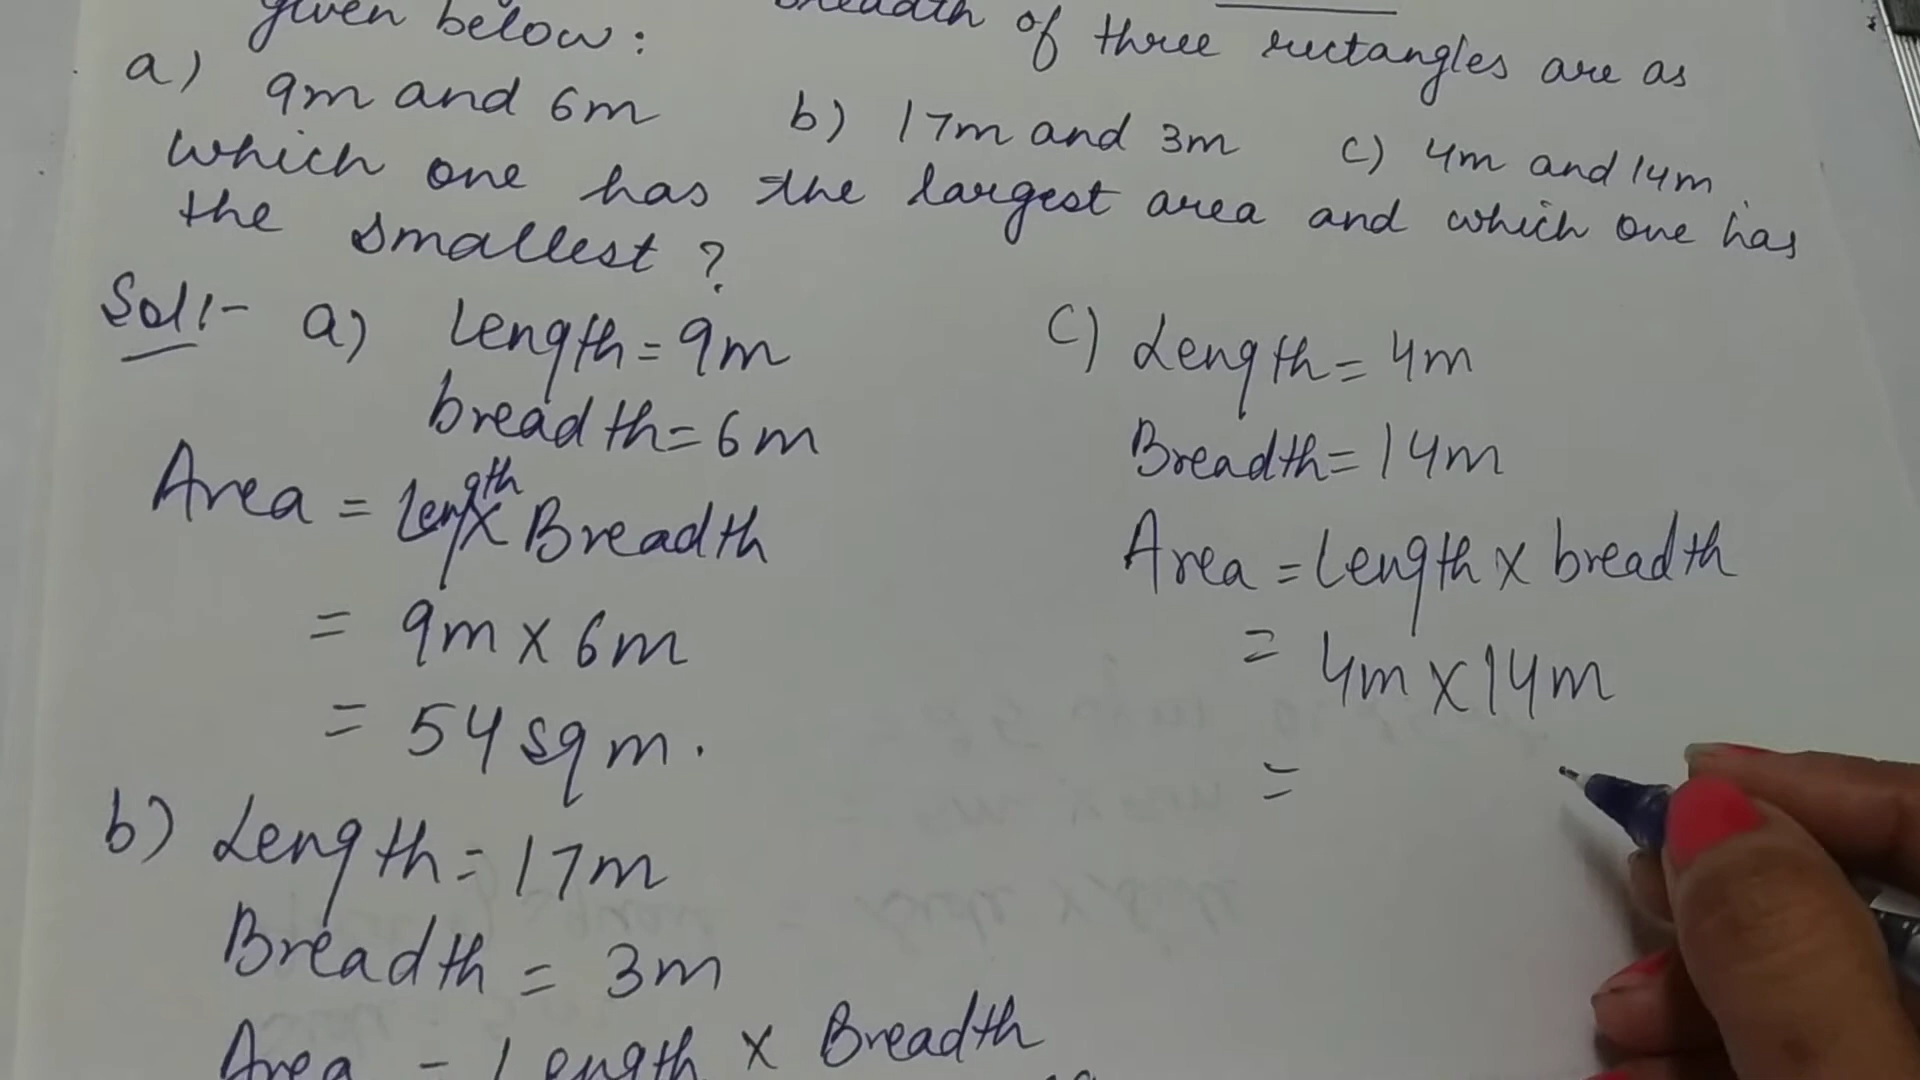 given below: Breadth of three rectangles are as
a) 9m and 6m b) 17m and 3m c) 4m and 14m.
which one has the largest area and which one has
the smallest ?
Sol:- a) Length = 9m
breadth = 6m
Area = Length x Breadth
= 9m x 6m
= 54 sq m.
b) Length = 17m
Breadth = 3m
Area = Length x Breadth
c) Length = 4m
Breadth = 14m
Area = Length x breadth
= 4m x 14m
=